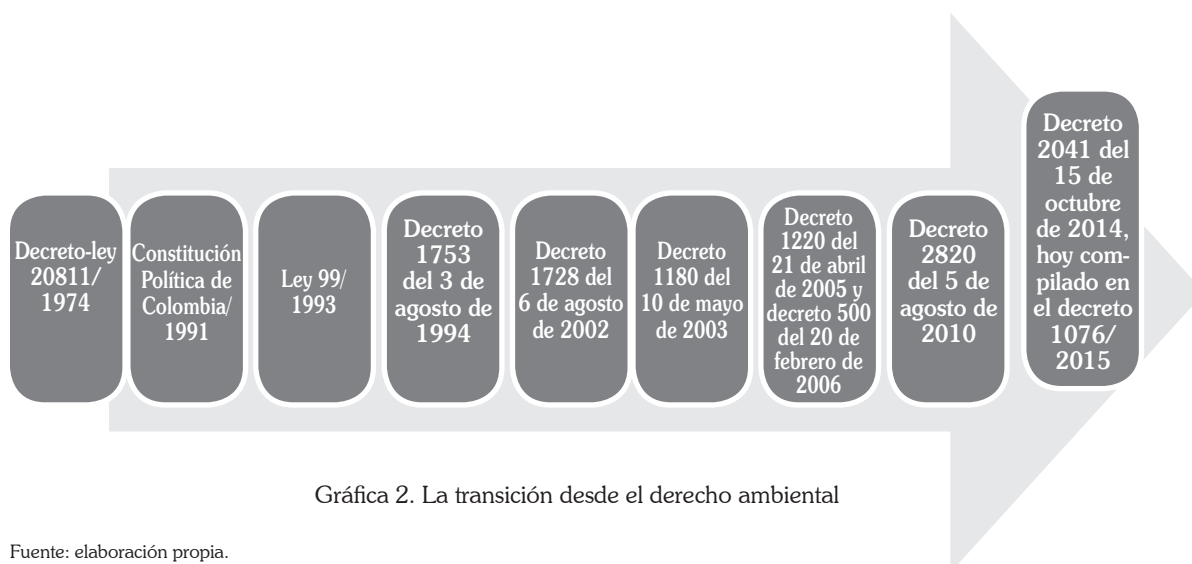 Decreto-ley
20811/
1974
Constitución
Política de
Colombia/
1991
Ley 99/
1993
Decreto
1753
del 3 de
agosto de
1994
Decreto
1728 del
6 de agosto
de 2002
Decreto
1180 del
10 de mayo
de 2003
Decreto
1220 del
21 de abril
de 2005 y
decreto 500
del 20 de
febrero de
2006
Decreto
2820
del 5 de
agosto de
2010
Decreto
2041 del
15 de
octubre
de 2014,
hoy com-
pilado en
el decreto
1076/
2015
Gráfica 2. La transición desde el derecho ambiental
Fuente: elaboración propia.